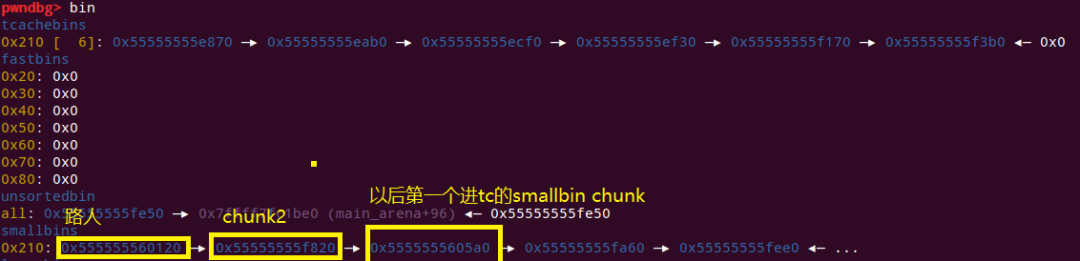 pwndbg> bin
tcachebins
0x210 [  6]: 0x55555555e870 —▸ 0x55555555eab0 —▸ 0x55555555ecf0 —▸ 0x55555555ef30 —▸ 0x55555555f170 —▸ 0x55555555f3b0 ◂— 0x0
fastbins
0x20: 0x0
0x30: 0x0
0x40: 0x0
0x50: 0x0
0x60: 0x0
0x70: 0x0
0x80: 0x0
以后第一个进tc的smallbin chunk
unsortedbin
路人 chunk2
all: 0x55555555fe50 —▸ (main_arena+96) ◂— 0x55555555fe50
smallbins
0x210: 0x555555560120 —▸ 0x55555555f820 —▸ 0x5555555605a0 —▸ 0x55555555fa60 —▸ 0x55555555fee0 ◂— ...